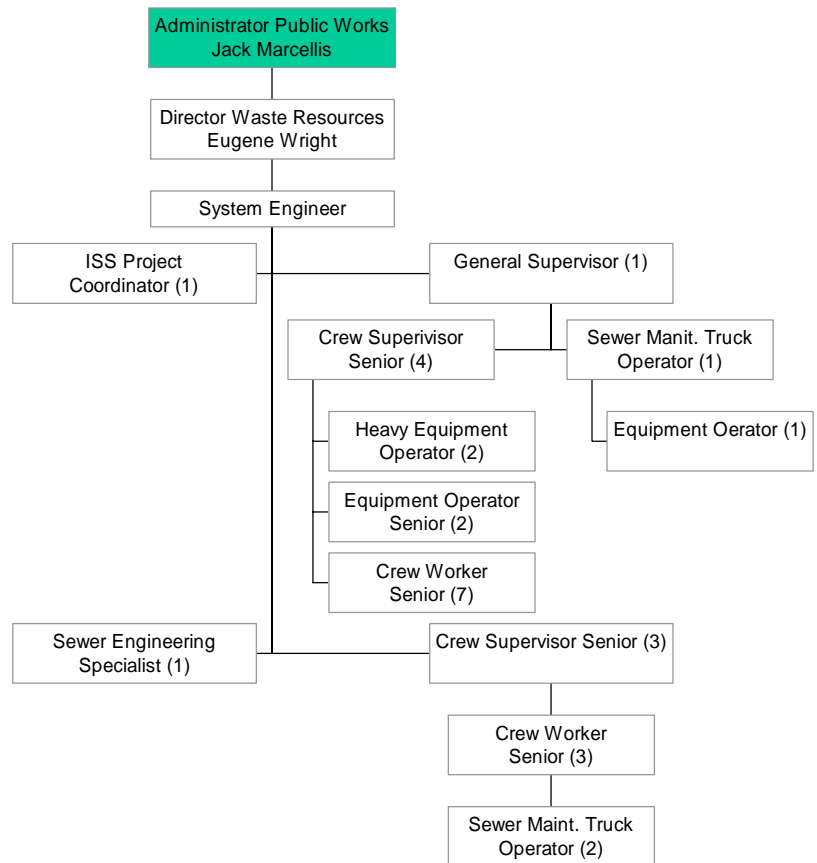 Administrator Public Works
Jack Marcellis
Director Waste Resources
Eugene Wright
System Engineer
ISS Project
Coordinator (1)
General Supervisor (1)
Crew Superivisor
Senior (4)
Sewer Manit. Truck
Operator (1)
Heavy Equipment
Operator (2)
Equipment Oerator (1)
Equipment Operator
Senior (2)
Crew Worker
Senior (7)
Sewer Engineering
Specialist (1)
Crew Supervisor Senior (3)
Crew Worker
Senior (3)
Sewer Maint. Truck
Operator (2)